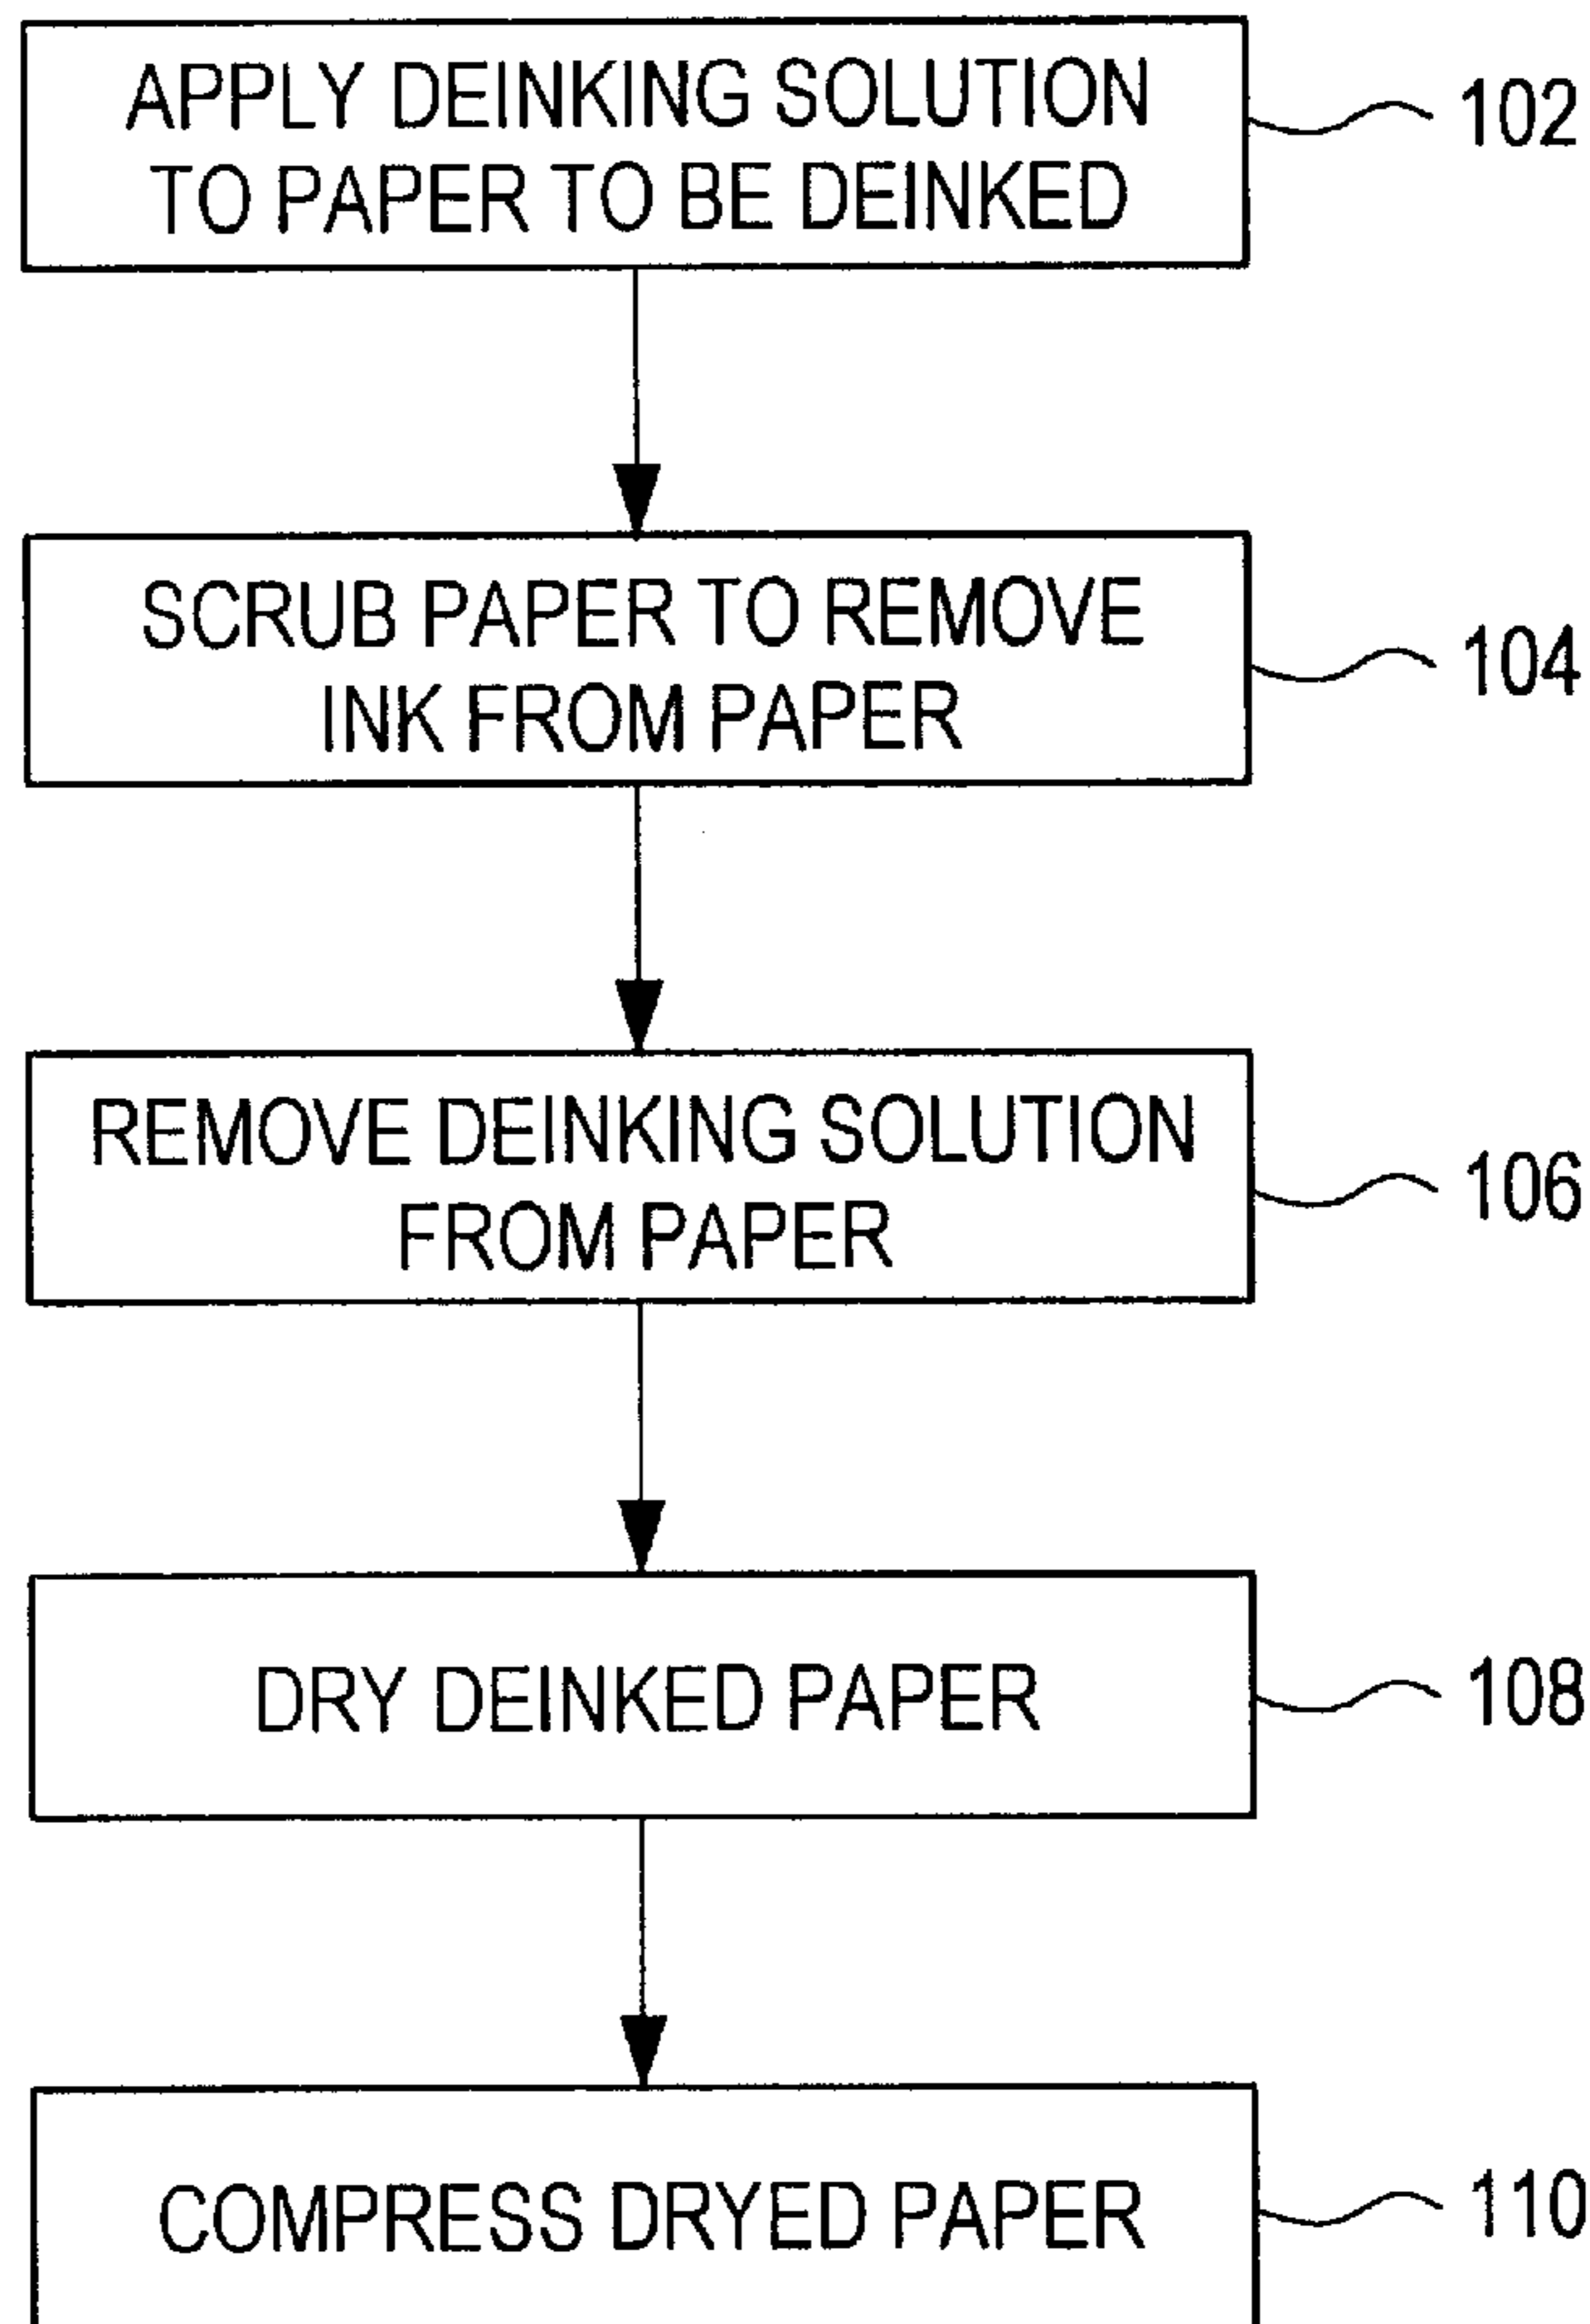 APPLY DEINKING SOLUTION
TO PAPER TO BE DEINKED
102
SCRUB PAPER TO REMOVE
INK FROM PAPER
104
REMOVE DEINKING SOLUTION
FROM PAPER
106
DRY DEINKED PAPER
108
COMPRESS DRYED PAPER
110